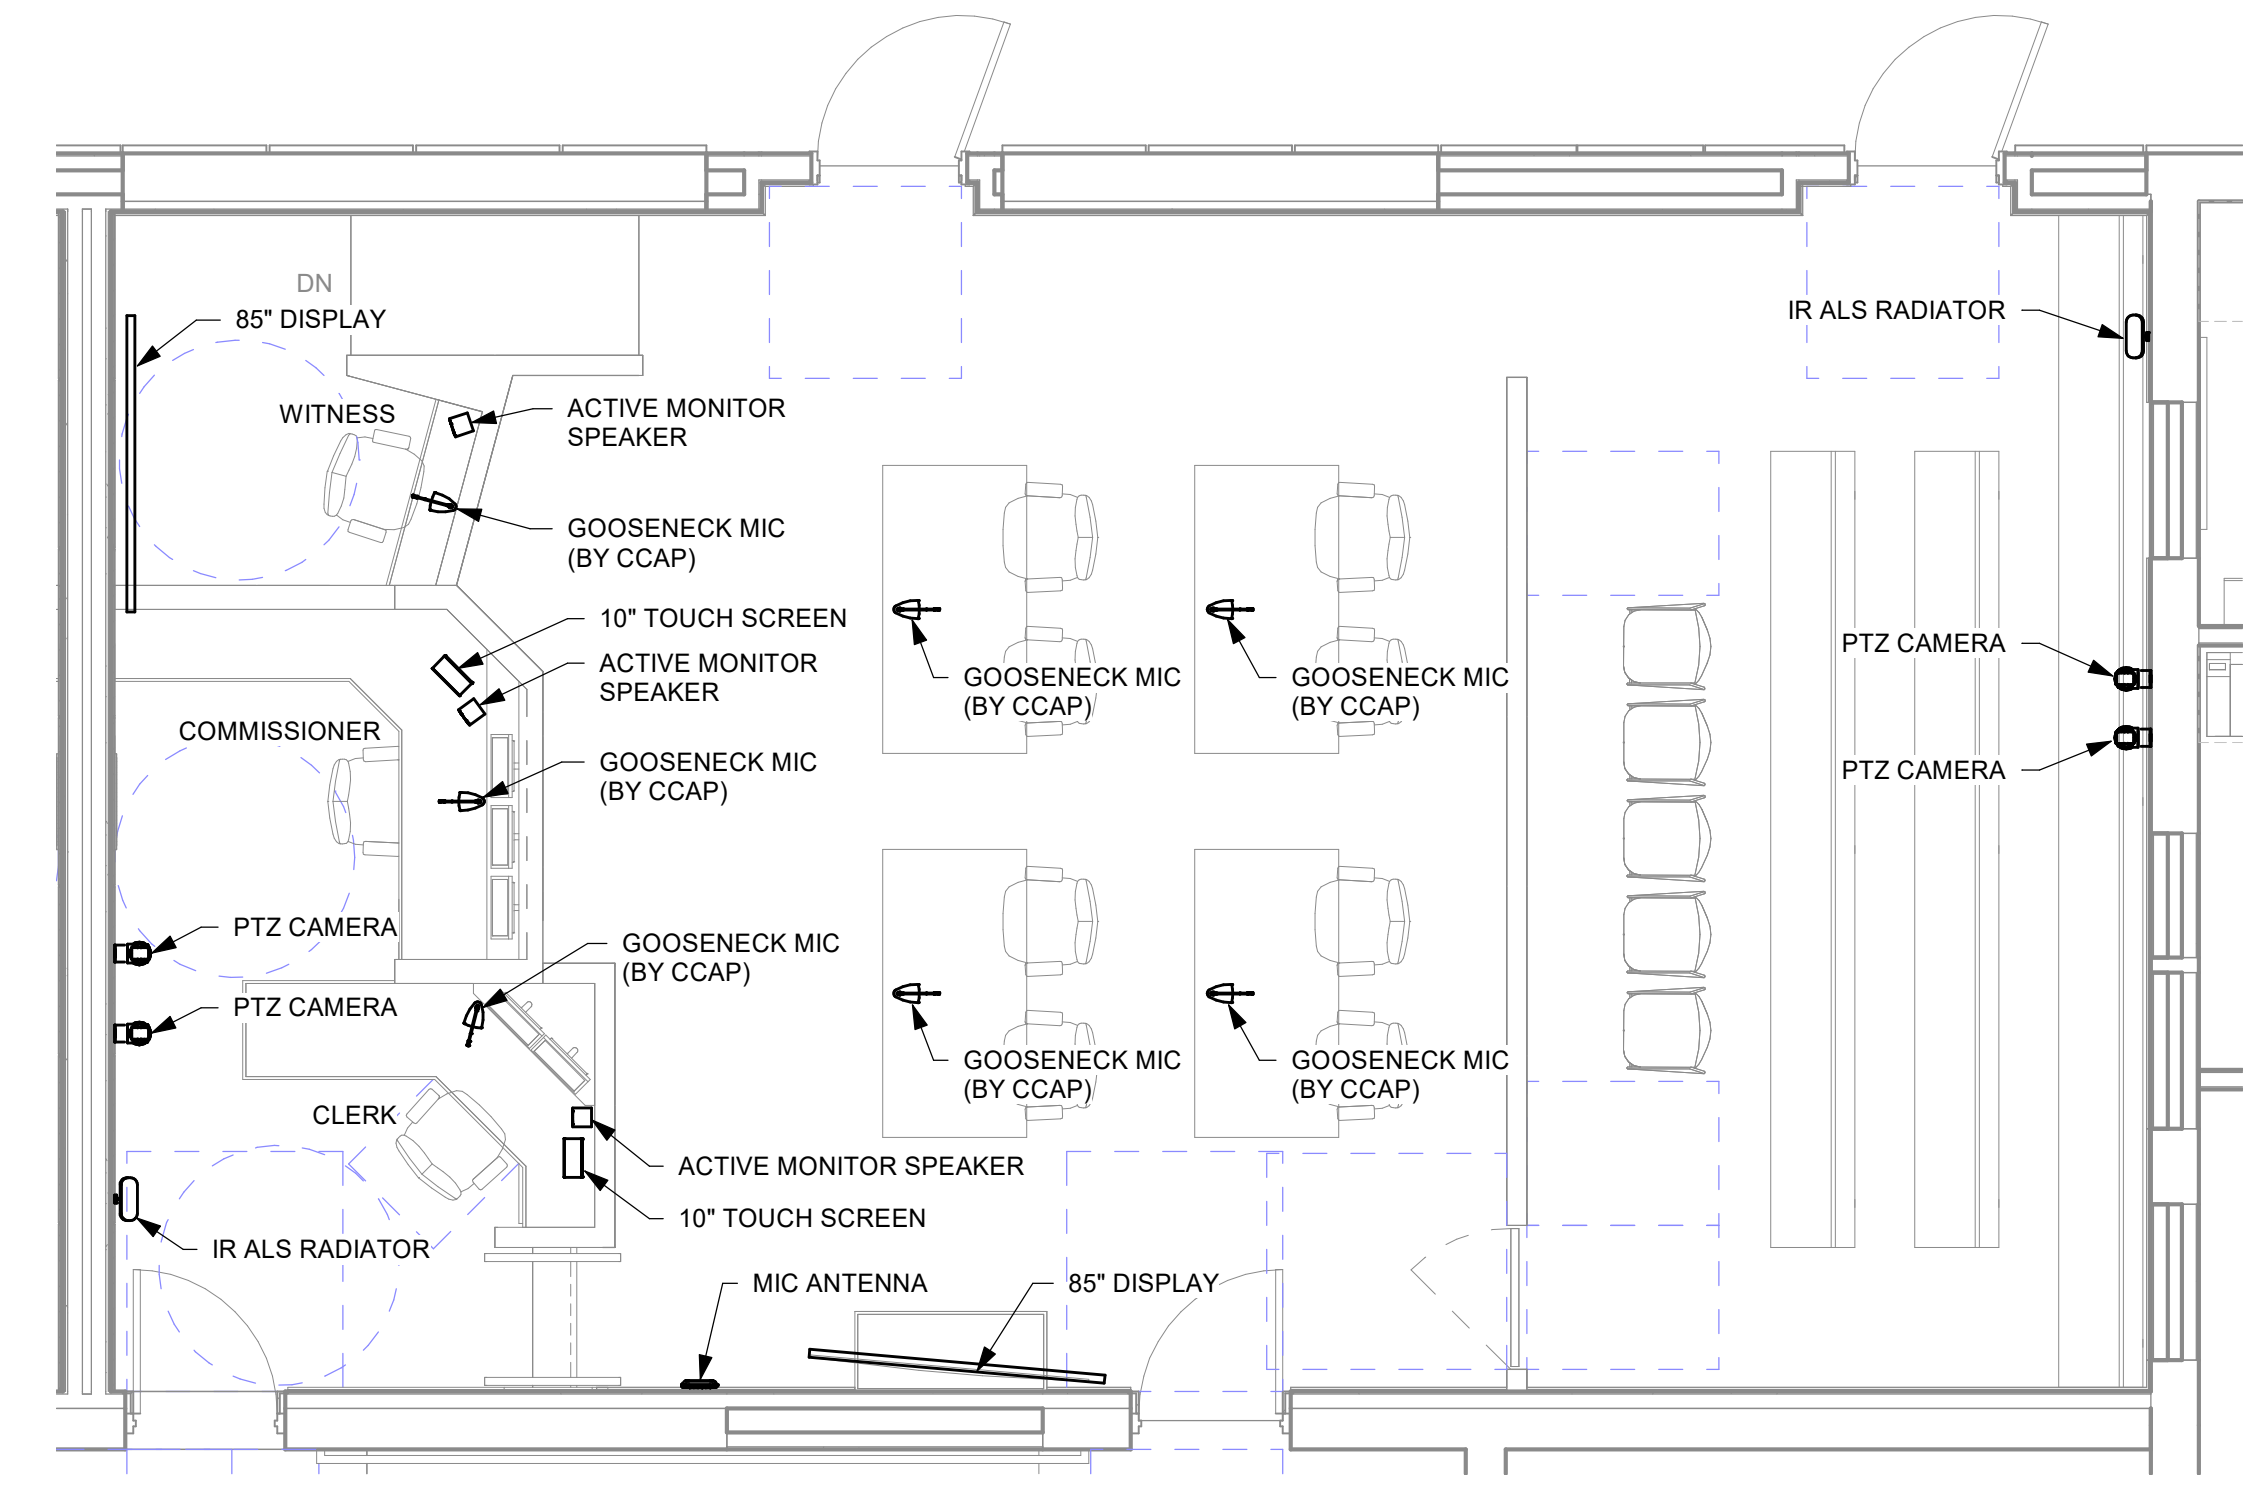 DN
85" DISPLAY
IR ALS RADIATOR
WITNESS
ACTIVE MONITOR
SPEAKER
GOOSENECK MIC
(BY CCAP)
10" TOUCH SCREEN
ACTIVE MONITOR
SPEAKER
GOOSENECK MIC
(BY CCAP)
GOOSENECK MIC
(BY CCAP)
PTZ CAMERA
COMMISSIONER
GOOSENECK MIC
(BY CCAP)
PTZ CAMERA
PTZ CAMERA
GOOSENECK MIC
(BY CCAP)
PTZ CAMERA
GOOSENECK MIC
(BY CCAP)
GOOSENECK MIC
(BY CCAP)
CLERK
ACTIVE MONITOR SPEAKER
10" TOUCH SCREEN
IR ALS RADIATOR
MIC ANTENNA
85" DISPLAY